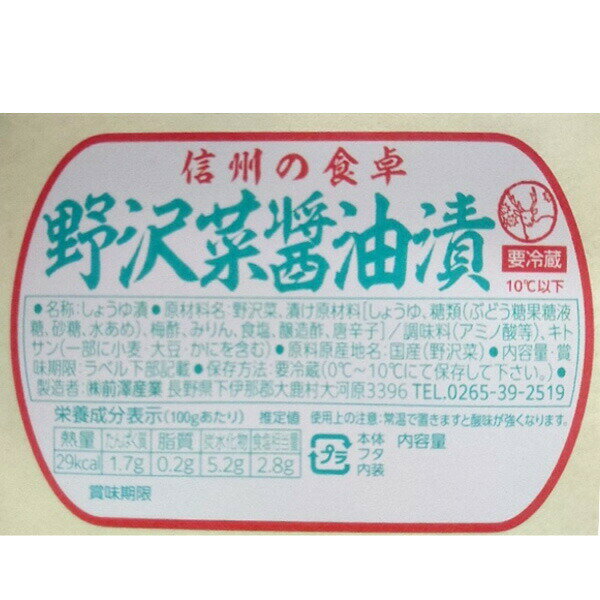 信州の食卓
野沢菜醤油漬
要冷蔵
10℃以下
●名称:しょうゆ漬●原材料名:野沢菜、漬け原材料[しょうゆ、糖類(ぶどう糖果糖液
糖、砂糖、水あめ)、梅酢、みりん、食塩、醸造酢、唐辛子]/調味料(アミノ酸等)、キト
サン(一部に小麦・大豆・かにを含む)●原料原産地名:国産(野沢菜)●内容量・賞
味期限:ラベル下部記載●保存方法:要冷蔵(0℃〜10℃にて保存して下さい。)●
製造者:㈱前澤産業 長野県下伊那郡大鹿村大河原3396 TEL.0265-39-2519
栄養成分表示(100gあたり) 推定値 使用上の注意:常温で置きますと酸味が強くなります。
熱量 たんぱく質 脂質 炭水化物 食塩相当量
29kcal 1.7g 0.2g 5.2g 2.8g
プラ
本体
フタ
内装
内容量
賞味期限